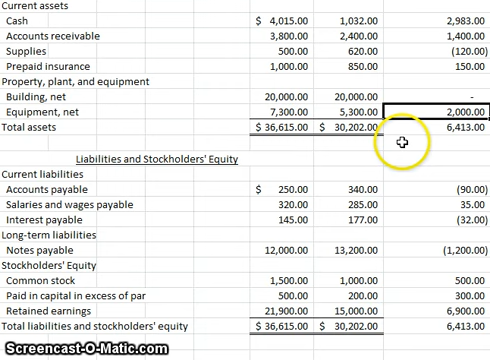 Current assets
Cash $ 4,015.00 1,032.00 2,983.00
Accounts receivable 3,800.00 2,400.00 1,400.00
Supplies 500.00 620.00 (120.00)
Prepaid insurance 1,000.00 850.00 150.00
Property, plant, and equipment
Building, net 20,000.00 20,000.00 -
Equipment, net 7,300.00 5,300.00 2,000.00
Total assets $ 36,615.00 $ 30,202.00 6,413.00
Liabilities and Stockholders' Equity
Current liabilities
Accounts payable $ 250.00 340.00 (90.00)
Salaries and wages payable 320.00 285.00 35.00
Interest payable 145.00 177.00 (32.00)
Long-term liabilities
Notes payable 12,000.00 13,200.00 (1,200.00)
Stockholders' Equity
Common stock 1,500.00 1,000.00 500.00
Paid in capital in excess of par 500.00 200.00 300.00
Retained earnings 21,900.00 15,000.00 6,900.00
Total liabilities and stockholders' equity $ 36,615.00 $ 30,202.00 6,413.00
Screencast-O-Matic.com